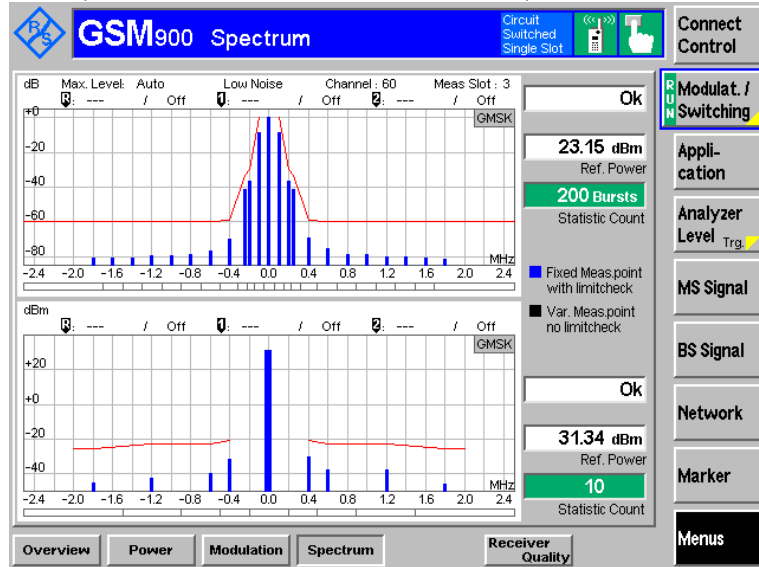 R&S
GSM900 Spectrum
Circuit
Switched
Single Slot
Connect
Control
dB Max. Level: Auto Low Noise Channel : 60 Meas Slot : 3
R: --- / Off 1: --- / Off 2: --- / Off
+0
GMSK
-20
-40
-60
-80
MHz
-2.4 -2.0 -1.6 -1.2 -0.8 -0.4 0.0 0.4 0.8 1.2 1.6 2.0 2.4
Ok
23.15 dBm
Ref. Power
200 Bursts
Statistic Count
Fixed Meas.point
with limitcheck
Var. Meas.point
no limitcheck
dBm
R: --- / Off 1: --- / Off 2: --- / Off
GMSK
+20
+0
-20
-40
MHz
-2.4 -2.0 -1.6 -1.2 -0.8 -0.4 0.0 0.4 0.8 1.2 1.6 2.0 2.4
Ok
31.34 dBm
Ref. Power
10
Statistic Count
RUN
Modulat. /
Switching
Appli-
cation
Analyzer
Level Trg.
MS Signal
BS Signal
Network
Marker
Menus
Overview Power Modulation Spectrum Receiver
Quality